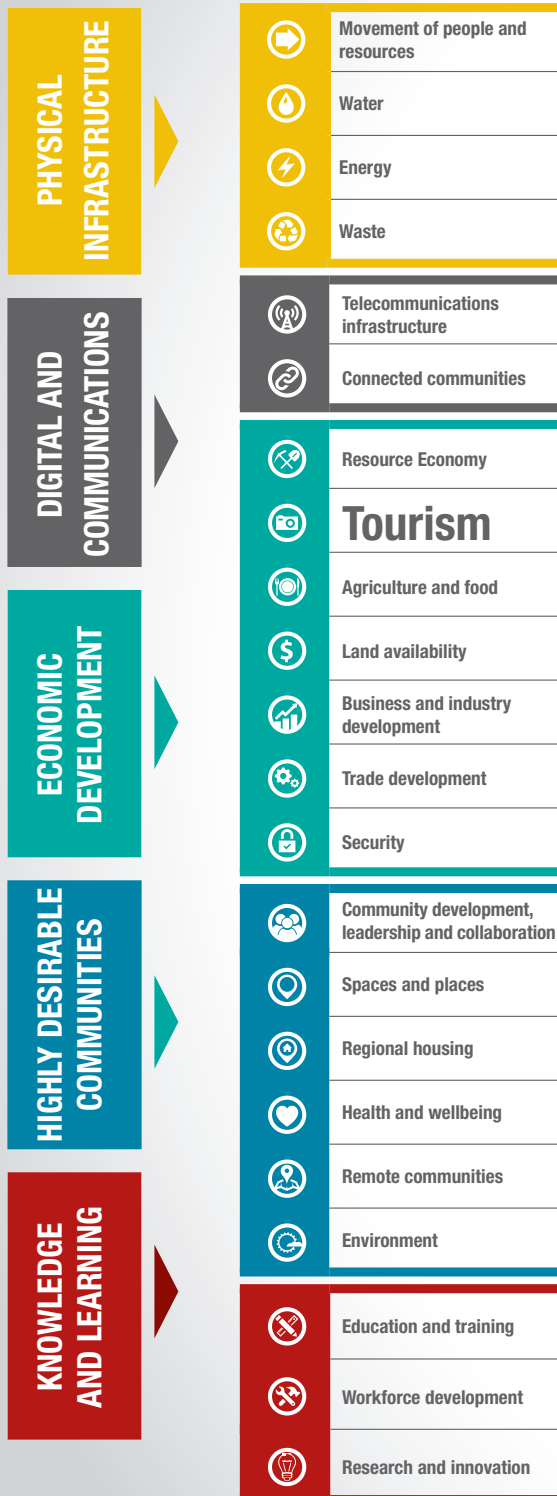 PHYSICAL
INFRASTRUCTURE
Movement of people and
resources
Water
Energy
Waste
DIGITAL AND
COMMUNICATIONS
Telecommunications
infrastructure
Connected communities
ECONOMIC
DEVELOPMENT
Resource Economy
Tourism
Agriculture and food
Land availability
Business and industry
development
Trade development
Security
HIGHLY DESIRABLE
COMMUNITIES
Community development,
leadership and collaboration
Spaces and places
Regional housing
Health and wellbeing
Remote communities
Environment
KNOWLEDGE
AND LEARNING
Education and training
Workforce development
Research and innovation